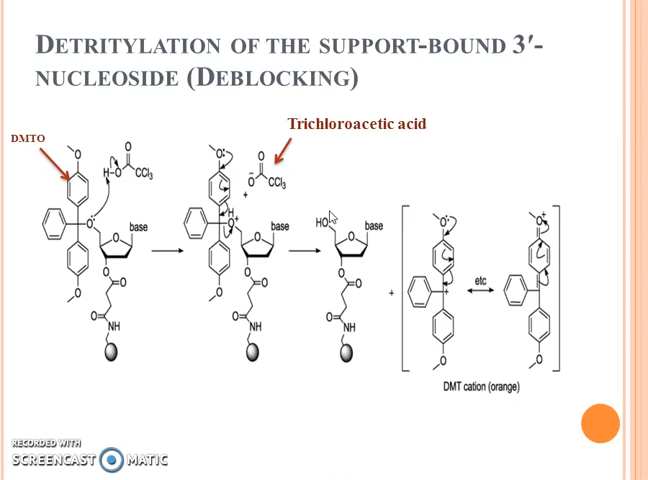 DETRITYLATION OF THE SUPPORT-BOUND 3′-
NUCLEOSIDE (DEBLOCKING)
Trichloroacetic acid
DMTO
O
O
H-O
CCl3
O:
base
O
O
O
O
NH
O
O:
O
O
CCl3
+
H
O+
base
O
O
O
O
NH
O
HO
base
O
O
O
O
NH
+
O:
+
O
etc
O+
O
DMT cation (orange)
RECORDED WITH
SCREENCAST MATIC